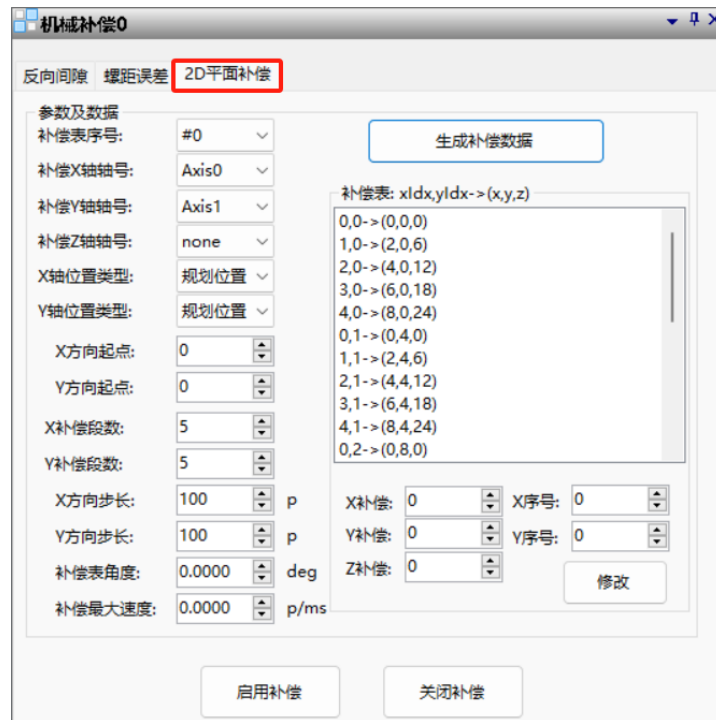 机械补偿0
反向间隙 螺距误差 2D平面补偿
参数及数据
补偿表序号: #0
补偿X轴轴号: Axis0
补偿Y轴轴号: Axis1
补偿Z轴轴号: none
X轴位置类型: 规划位置
Y轴位置类型: 规划位置
X方向起点: 0
Y方向起点: 0
X补偿段数: 5
Y补偿段数: 5
X方向步长: 100 p
Y方向步长: 100 p
补偿表角度: 0.0000 deg
补偿最大速度: 0.0000 p/ms
生成补偿数据
补偿表: xIdx,yIdx->(x,y,z)
0,0->(0,0,0)
1,0->(2,0,6)
2,0->(4,0,12)
3,0->(6,0,18)
4,0->(8,0,24)
0,1->(0,4,0)
1,1->(2,4,6)
2,1->(4,4,12)
3,1->(6,4,18)
4,1->(8,4,24)
0,2->(0,8,0)
X补偿: 0 X序号: 0
Y补偿: 0 Y序号: 0
Z补偿: 0
修改
启用补偿 关闭补偿